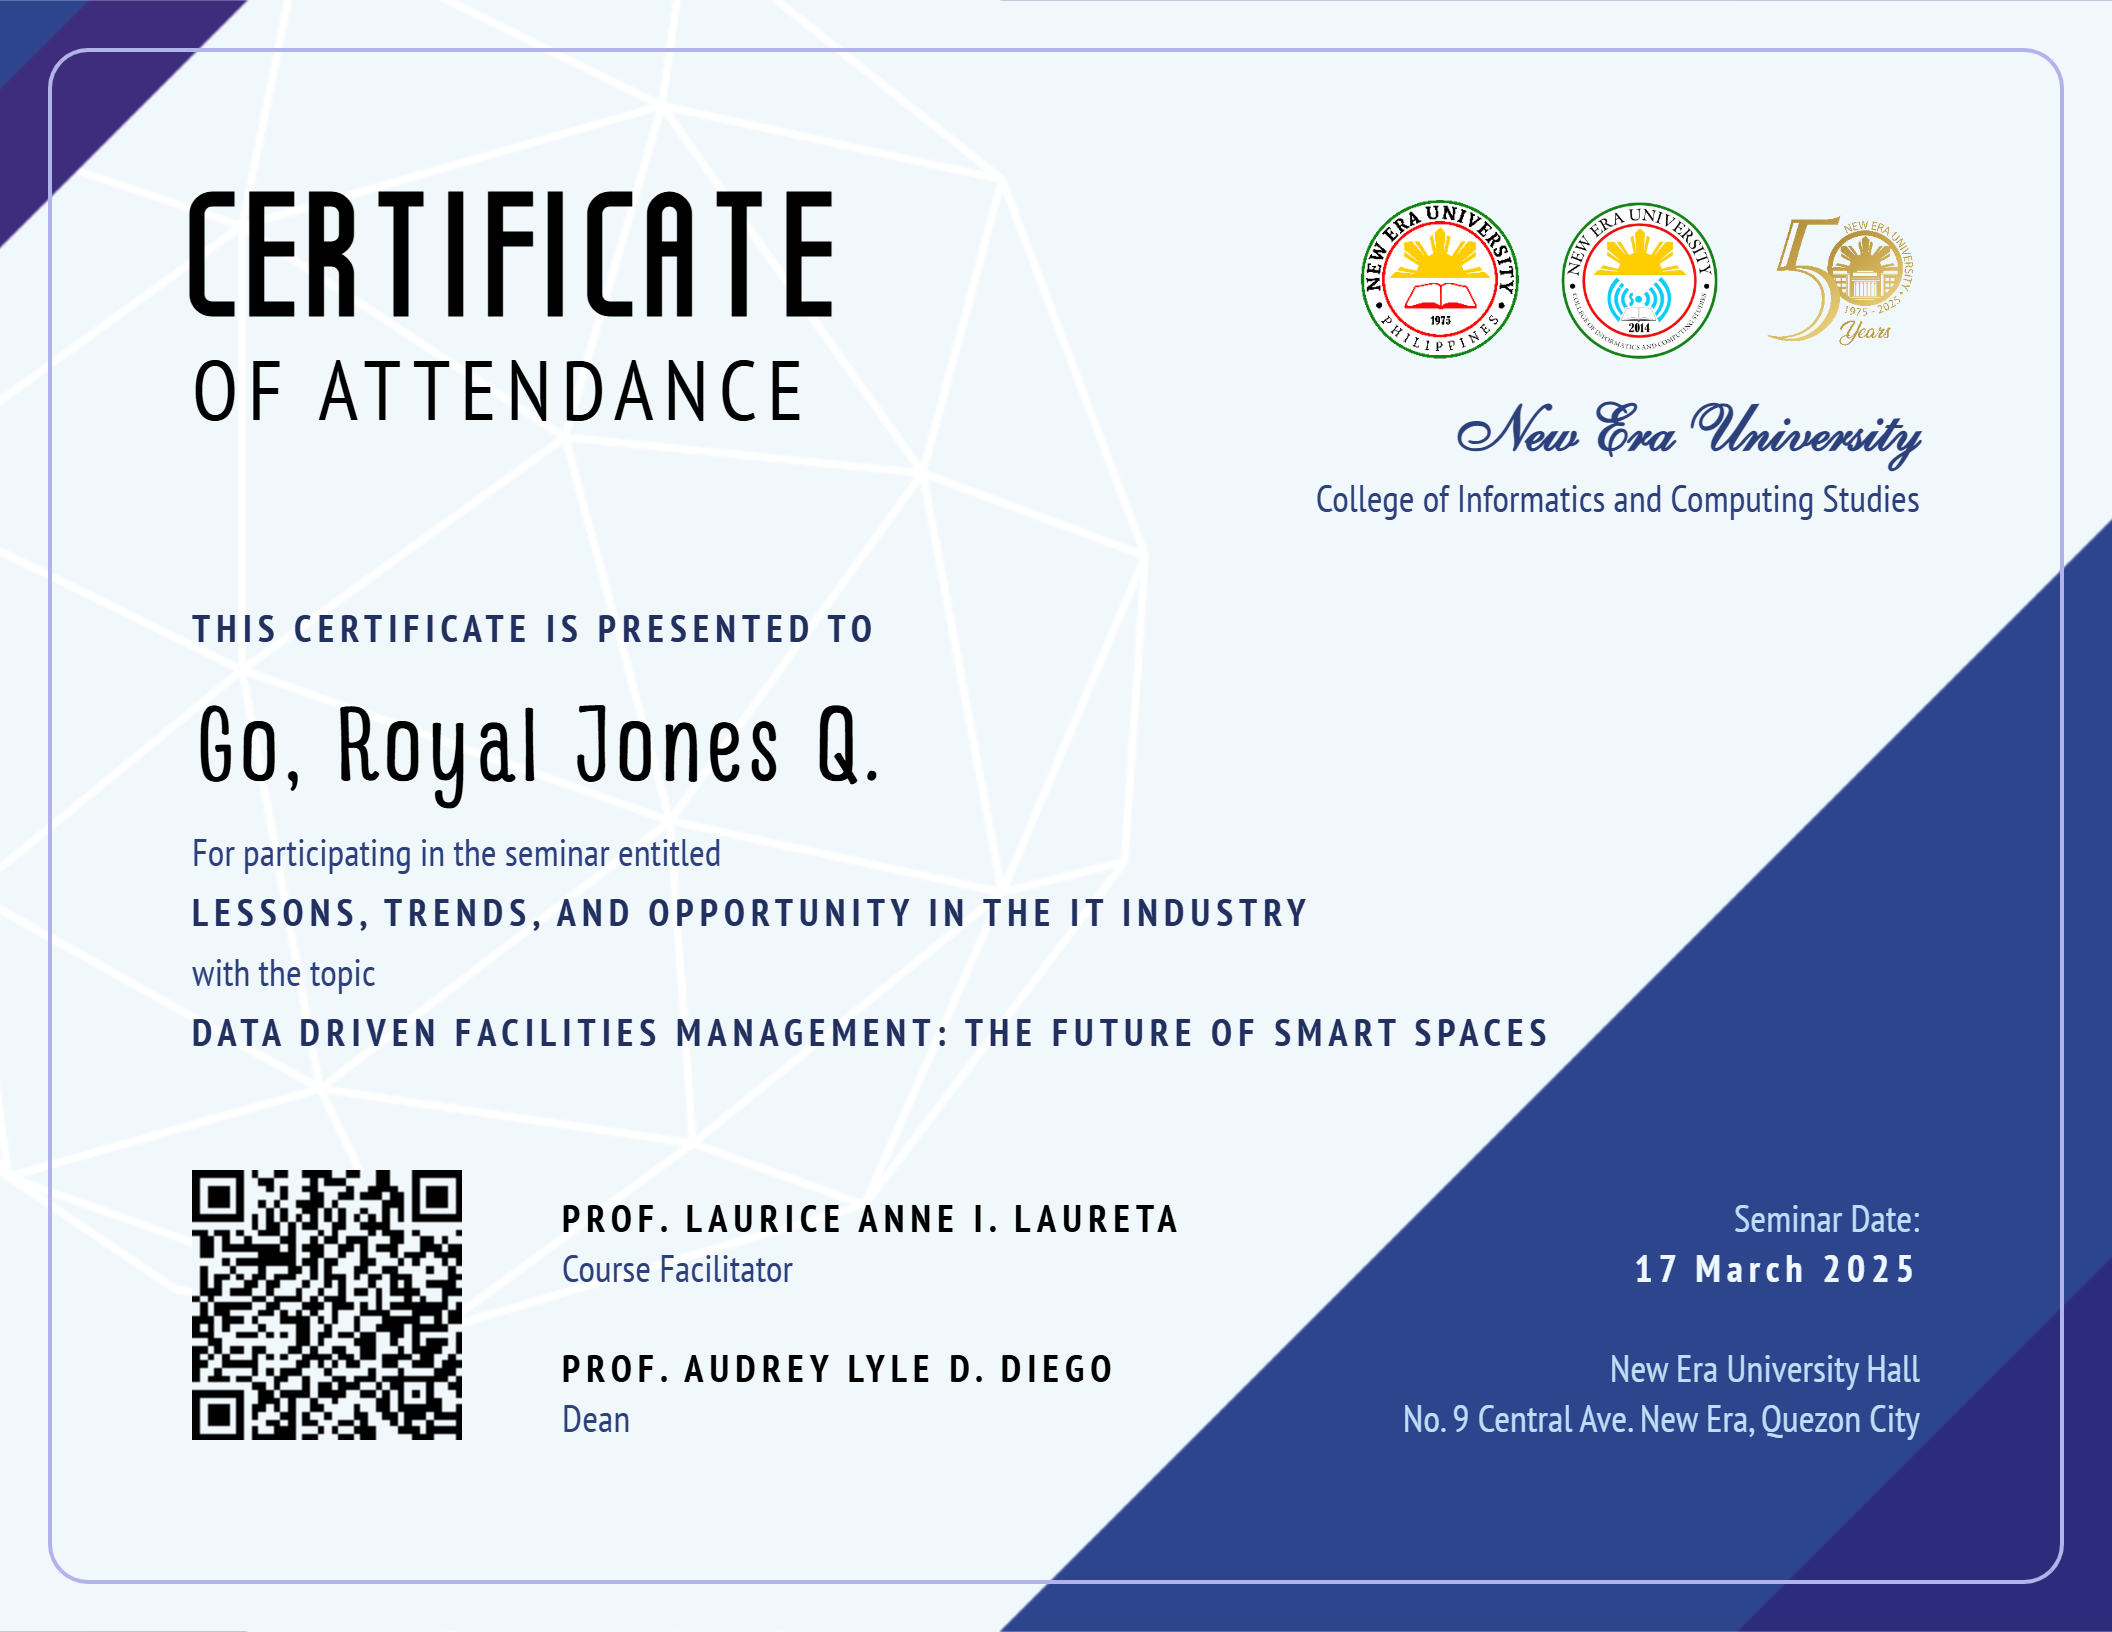 CERTIFICATE
OF ATTENDANCE
NEW ERA UNIVERSITY
1975
PHILIPPINES
NEW ERA UNIVERSITY
2014
COLLEGE OF INFORMATICS AND COMPUTING STUDIES
50
NEW ERA UNIVERSITY
1975 - 2025
Years
New Era University
College of Informatics and Computing Studies
THIS CERTIFICATE IS PRESENTED TO
Go, Royal Jones Q.
For participating in the seminar entitled
LESSONS, TRENDS, AND OPPORTUNITY IN THE IT INDUSTRY
with the topic
DATA DRIVEN FACILITIES MANAGEMENT: THE FUTURE OF SMART SPACES
PROF. LAURICE ANNE I. LAURETA
Course Facilitator
PROF. AUDREY LYLE D. DIEGO
Dean
Seminar Date:
17 March 2025
New Era University Hall
No. 9 Central Ave. New Era, Quezon City